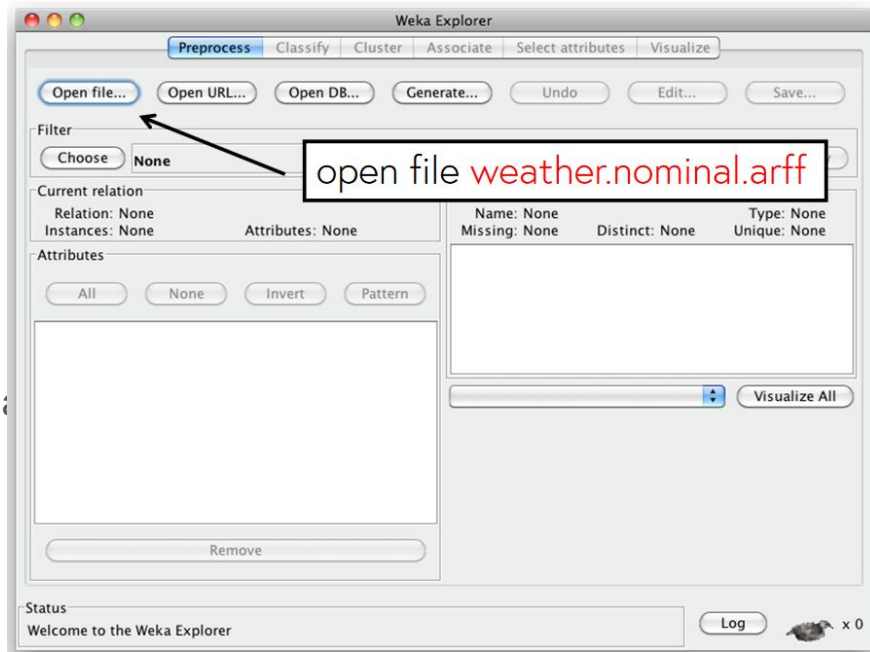 Weka Explorer
Preprocess Classify Cluster Associate Select attributes Visualize
Open file... Open URL... Open DB... Generate... Undo Edit... Save...
Filter
Choose None
open file weather.nominal.arff
Current relation
Relation: None
Instances: None Attributes: None
Name: None Type: None
Missing: None Distinct: None Unique: None
Attributes
All None Invert Pattern
Visualize All
Remove
Status
Welcome to the Weka Explorer
Log x 0